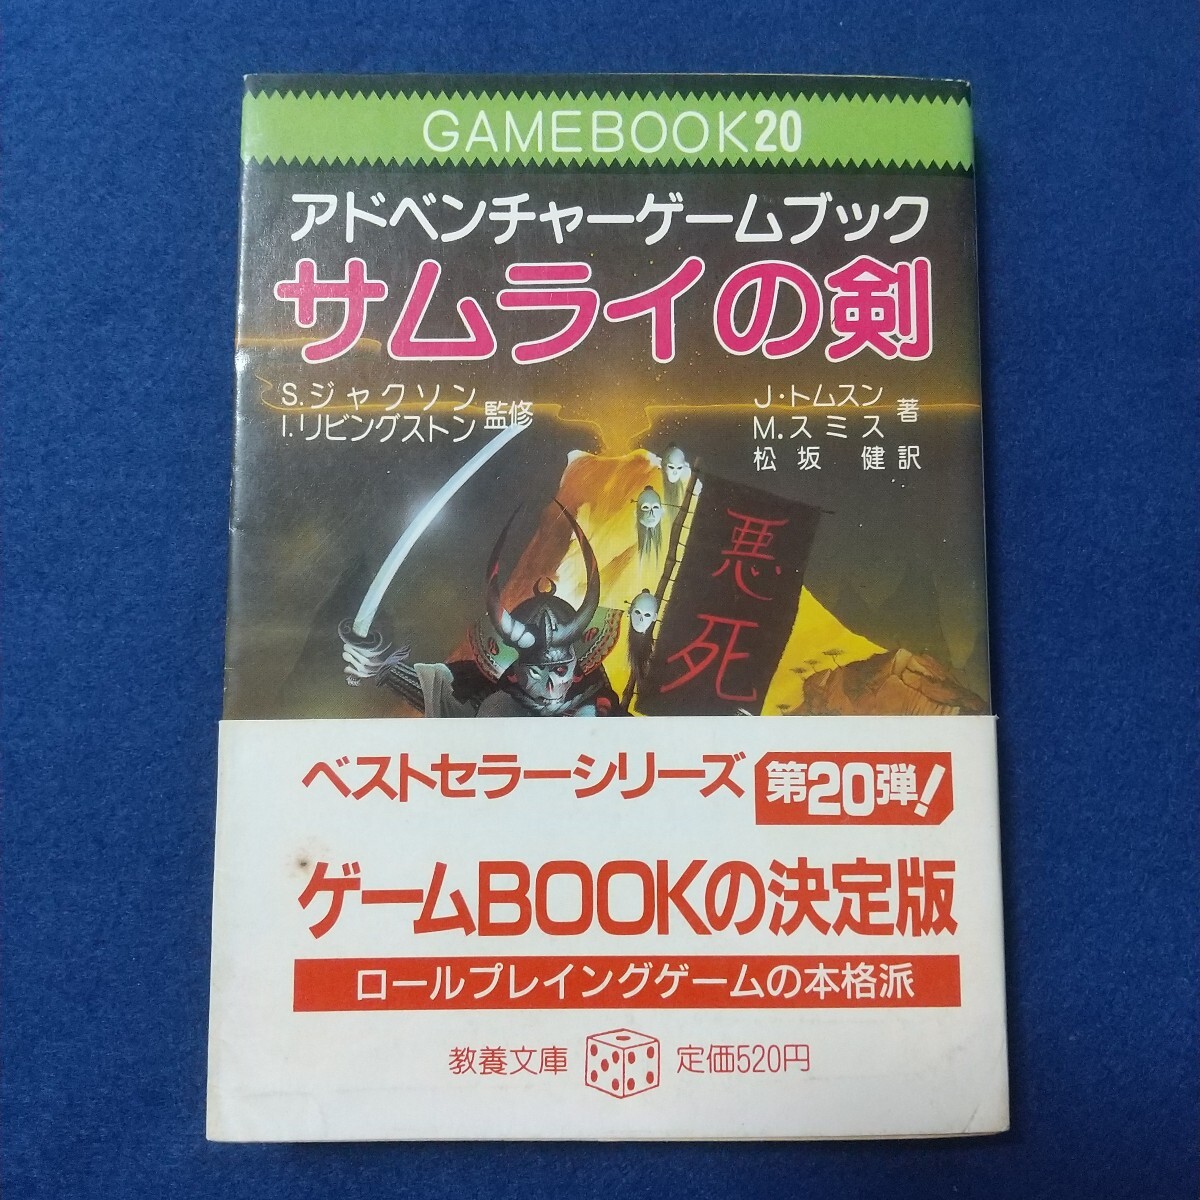 GAMEBOOK20
アドベンチャーゲームブック
サムライの剣
S.ジャクソン
I.リビングストン
監修
J・トムスン
M.スミス
著
松坂 健訳
悪
死
ベストセラーシリーズ 第20弾!
ゲームBOOKの決定版
ロールプレイングゲームの本格派
教養文庫 定価520円